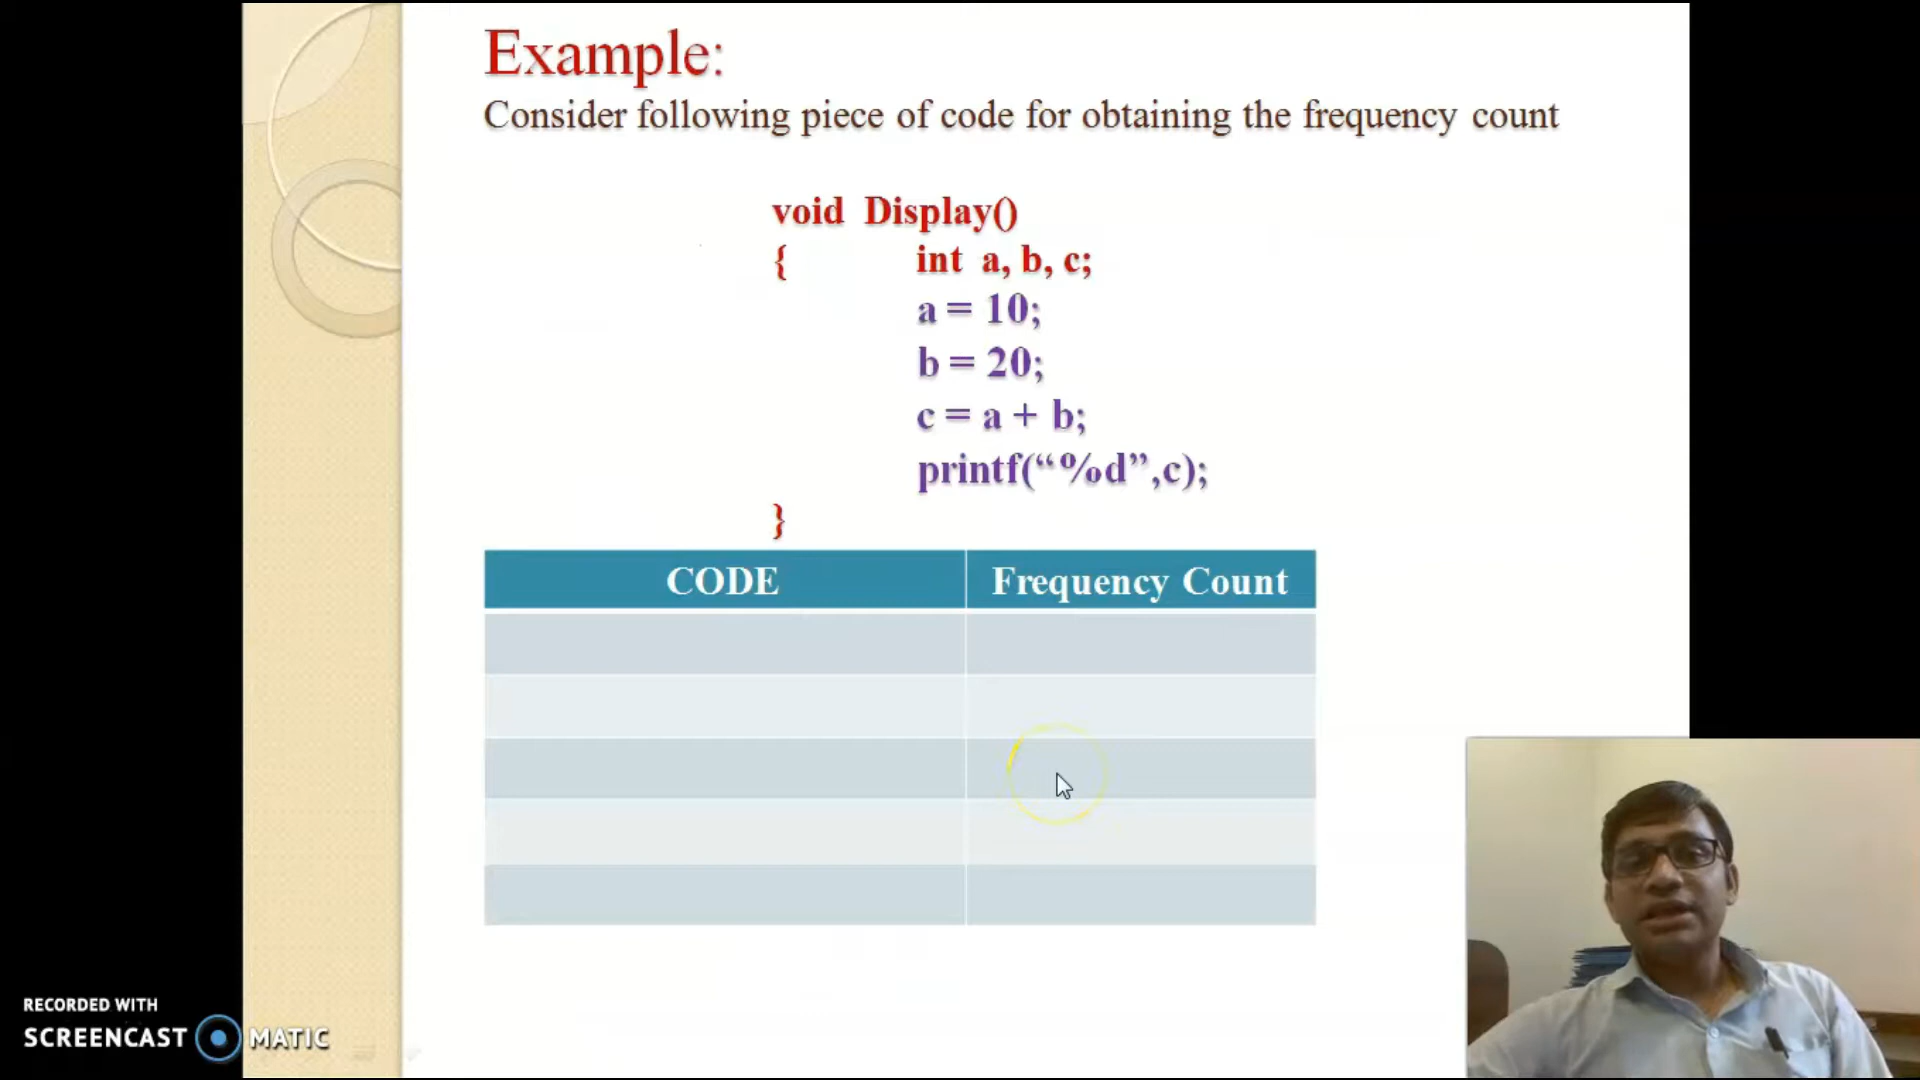 Example:
Consider following piece of code for obtaining the frequency count
void Display()
{ int a, b, c;
a = 10;
b = 20;
c = a + b;
printf(“%d”,c);
}
CODE Frequency Count
RECORDED WITH
SCREENCAST MATIC